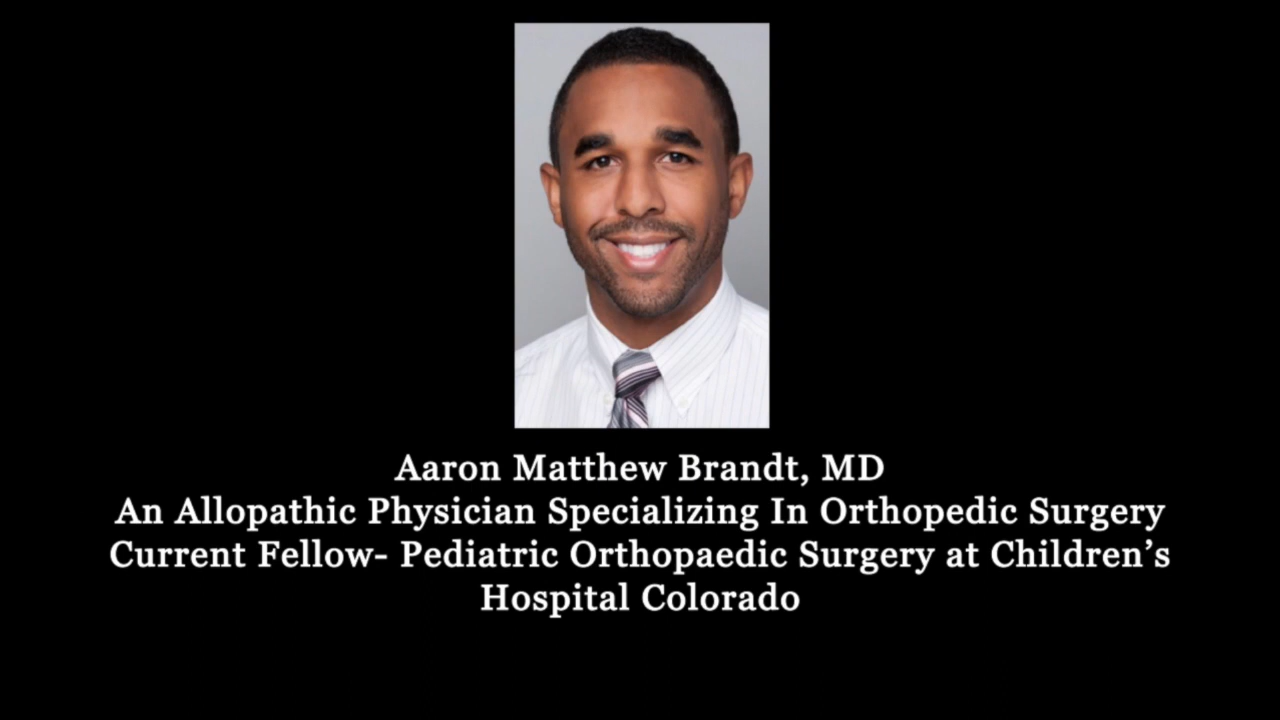 Aaron Matthew Brandt, MD
An Allopathic Physician Specializing In Orthopedic Surgery
Current Fellow- Pediatric Orthopaedic Surgery at Children’s
Hospital Colorado